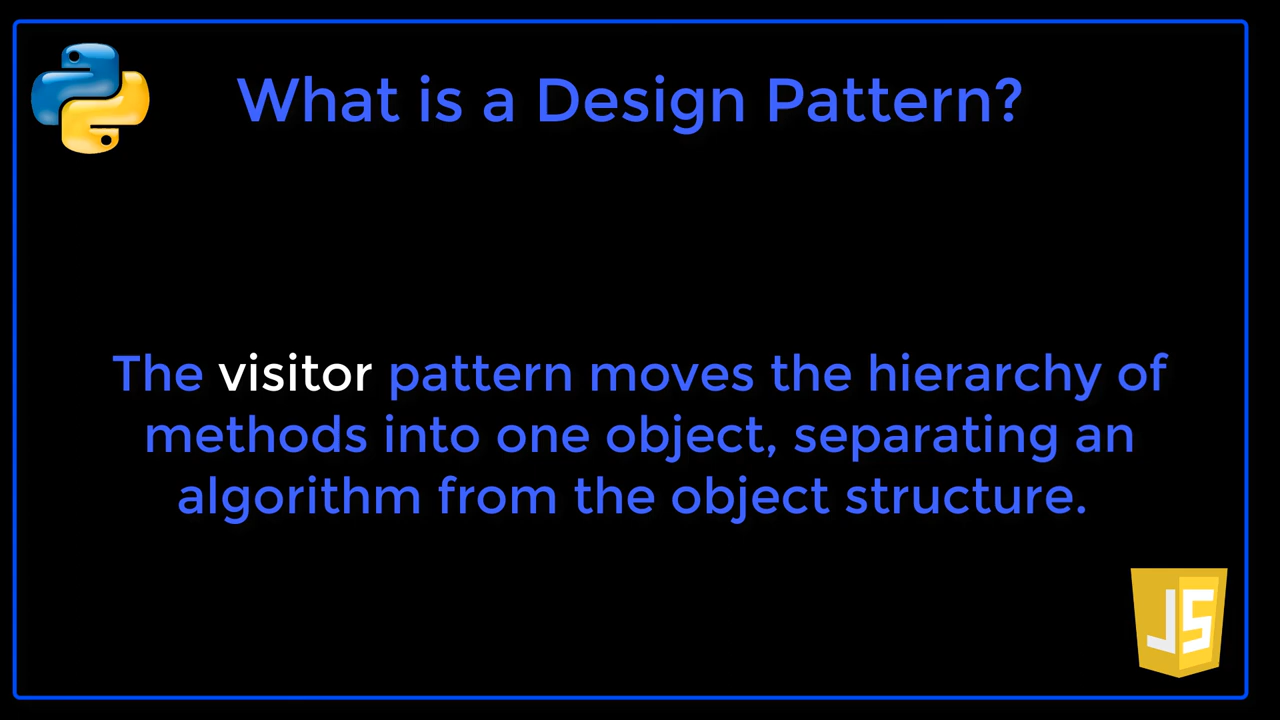 What is a Design Pattern?
The visitor pattern moves the hierarchy of
methods into one object, separating an
algorithm from the object structure.
JS